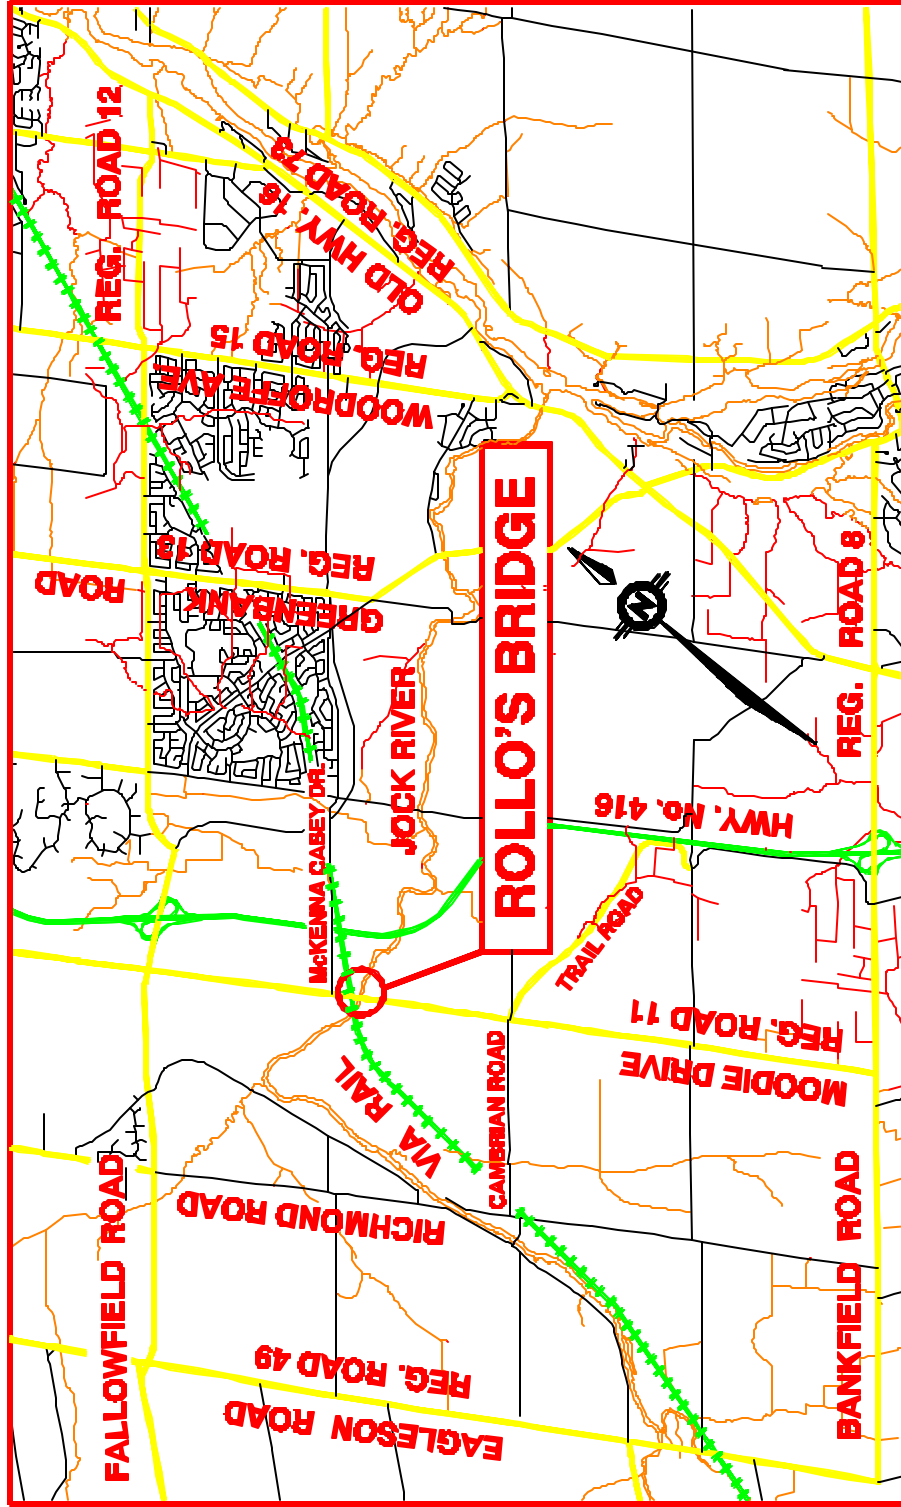 REG. ROAD 12
REG. ROAD 73
OLD HWY. 16
REG. ROAD 15
WOODROFFE AVE.
REG. ROAD 13
GREENBANK
ROAD
ROLLO'S BRIDGE
N
REG. ROAD 8
JOCK RIVER
McKENNA CASEY DR.
HWY. No. 416
TRAIL ROAD
REG. ROAD 11
MOODIE DRIVE
VIA RAIL
CAMBRIAN ROAD
RICHMOND ROAD
FALLOWFIELD ROAD
BANKFIELD ROAD
REG. ROAD 49
EAGLESON ROAD